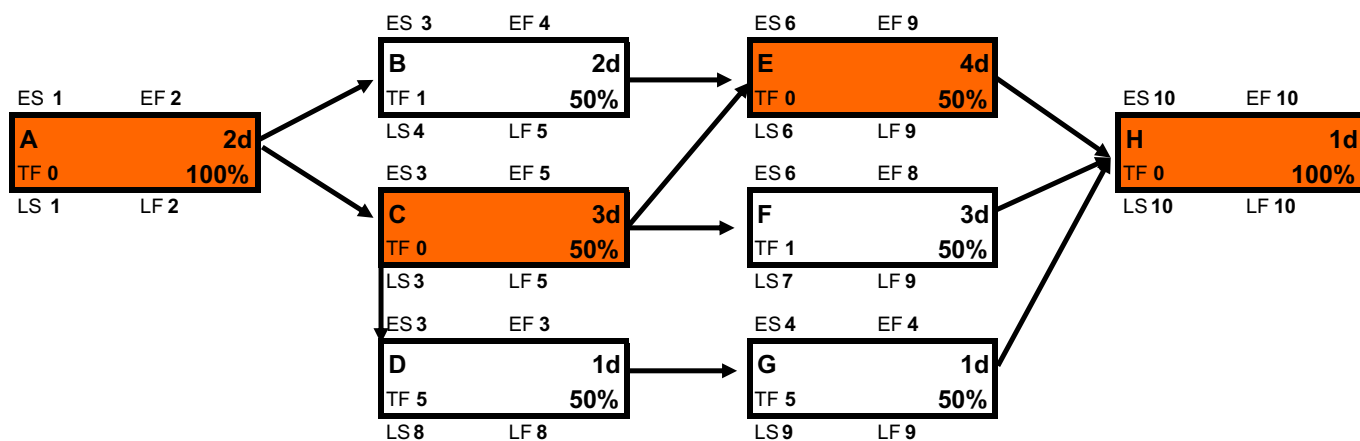 ES 1 EF 2
A 2d
TF 0 100%
LS 1 LF 2
ES 3 EF 4
B 2d
TF 1 50%
LS 4 LF 5
ES 3 EF 5
C 3d
TF 0 50%
LS 3 LF 5
ES 3 EF 3
D 1d
TF 5 50%
LS 8 LF 8
ES 6 EF 9
E 4d
TF 0 50%
LS 6 LF 9
ES 6 EF 8
F 3d
TF 1 50%
LS 7 LF 9
ES 4 EF 4
G 1d
TF 5 50%
LS 9 LF 9
ES 10 EF 10
H 1d
TF 0 100%
LS 10 LF 10